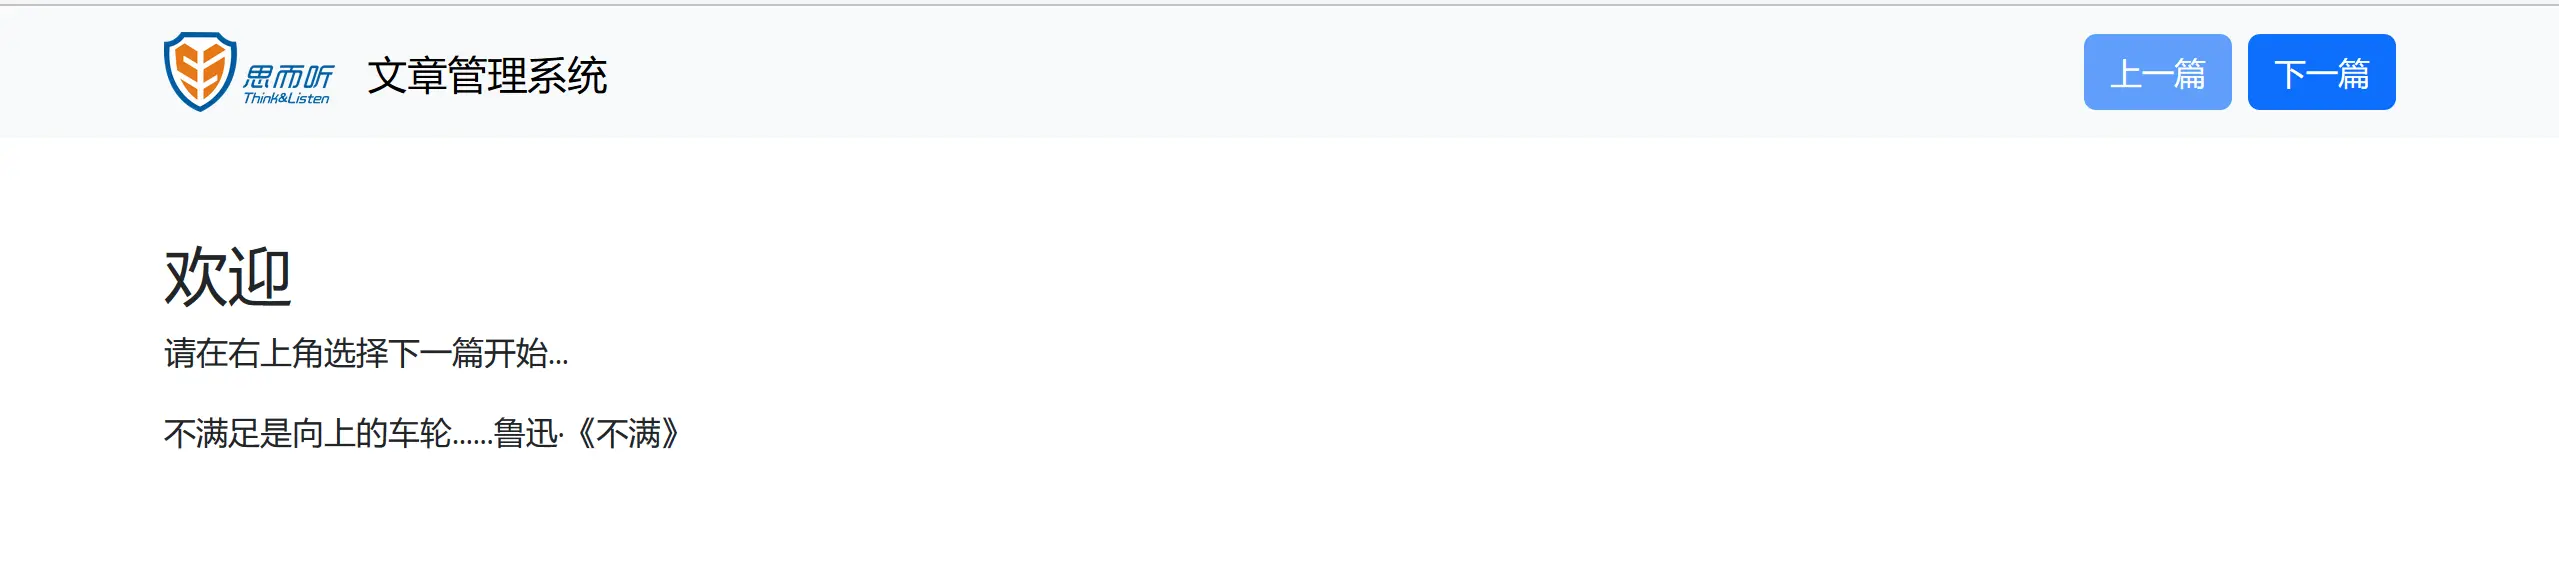 思而听
Think&Listen
文章管理系统
上一篇
下一篇
欢迎
请在右上角选择下一篇开始...
不满足是向上的车轮......鲁迅·《不满》